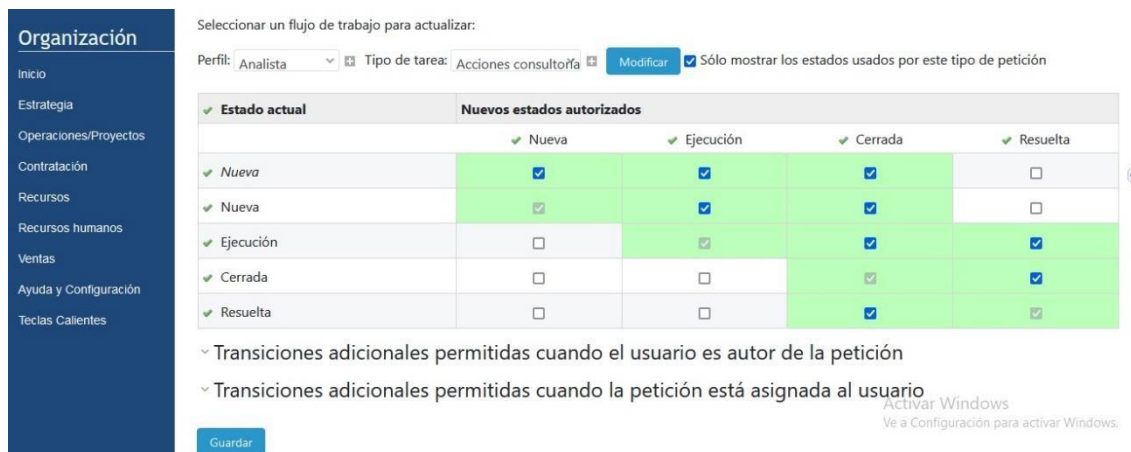 Organización
Inicio
Estrategia
Operaciones/Proyectos
Contratación
Recursos
Recursos humanos
Ventas
Ayuda y Configuración
Teclas Calientes
Seleccionar un flujo de trabajo para actualizar:
Perfil: Analista Tipo de tarea: Acciones consultoría Modificar Sólo mostrar los estados usados por este tipo de petición
Estado actual Nuevos estados autorizados
Nueva Ejecución Cerrada Resuelta
Nueva
Nueva
Ejecución
Cerrada
Resuelta
Transiciones adicionales permitidas cuando el usuario es autor de la petición
Transiciones adicionales permitidas cuando la petición está asignada al usuario
Guardar
Activar Windows
Ve a Configuración para activar Windows.